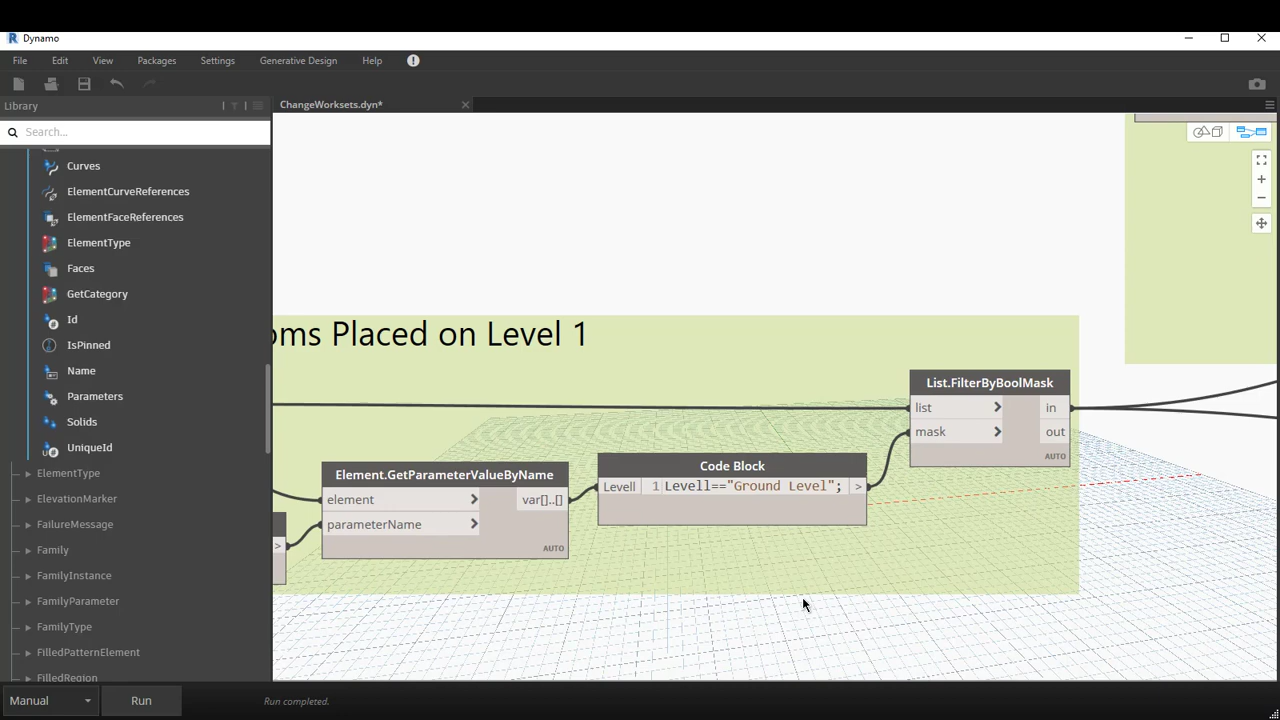 Dynamo
File Edit View Packages Settings Generative Design Help
Library
ChangeWorksets.dyn*
Search...
Curves
ElementCurveReferences
ElementFaceReferences
ElementType
Faces
GetCategory
Id
IsPinned
Name
Parameters
Solids
UniqueId
ElementType
ElevationMarker
FailureMessage
Family
FamilyInstance
FamilyParameter
FamilyType
FilledPatternElement
FilledRegion
oms Placed on Level 1
>
Element.GetParameterValueByName
element > var[]..[]
parameterName >
AUTO
Code Block
Levell 1 Levell=="Ground Level"; >
List.FilterByBoolMask
list > in
mask > out
AUTO
Manual Run Run completed.